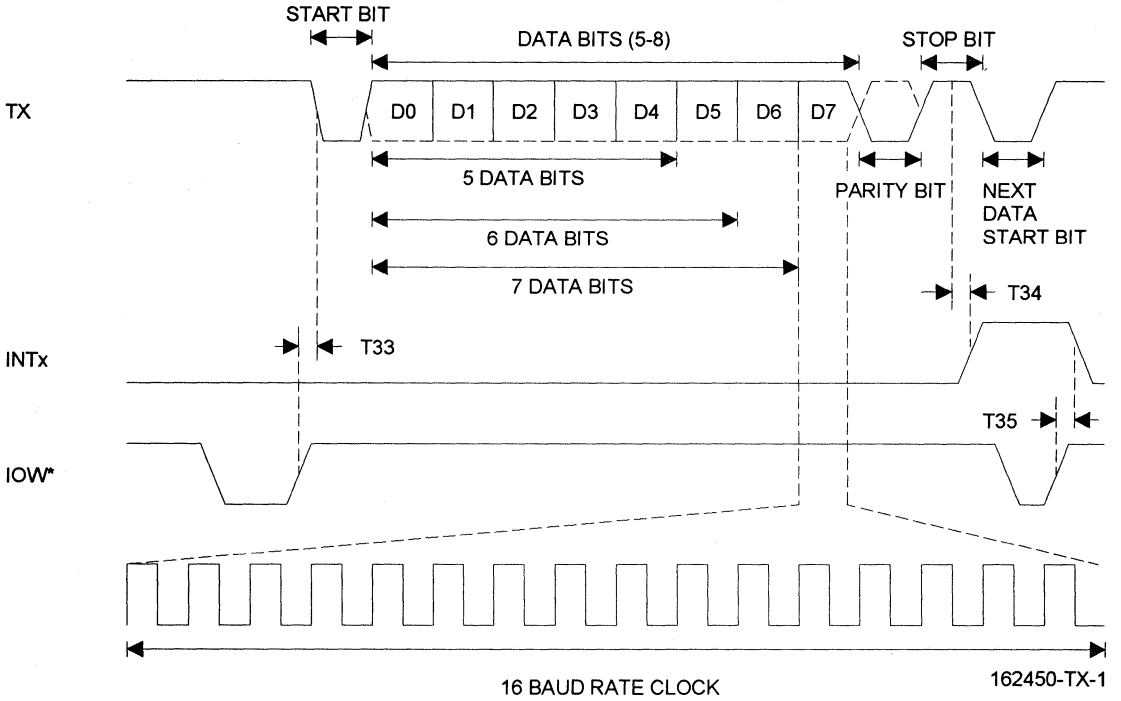 START BIT
DATA BITS (5-8)
STOP BIT
TX
D0 D1 D2 D3 D4 D5 D6 D7
5 DATA BITS
PARITY BIT
NEXT
DATA
START BIT
6 DATA BITS
7 DATA BITS
T34
T33
INTx
T35
IOW*
16 BAUD RATE CLOCK
162450-TX-1